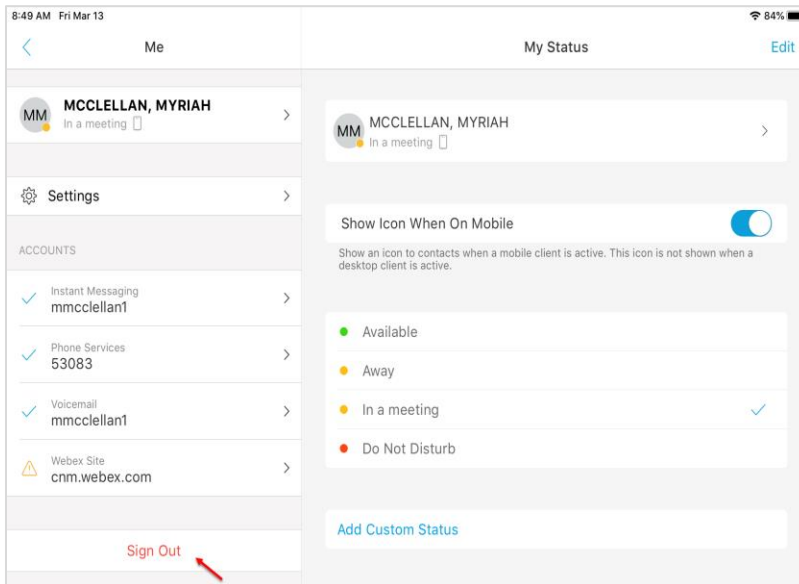 8:49 AM Fri Mar 13
84%
Me
MM
MCCLELLAN, MYRIAH
In a meeting
Settings
ACCOUNTS
Instant Messaging
mmcclellan1
Phone Services
53083
Voicemail
mmcclellan1
Webex Site
cnm.webex.com
Sign Out
My Status
Edit
MM
MCCLELLAN, MYRIAH
In a meeting
Show Icon When On Mobile
Show an icon to contacts when a mobile client is active. This icon is not shown when a
desktop client is active.
Available
Away
In a meeting
Do Not Disturb
Add Custom Status